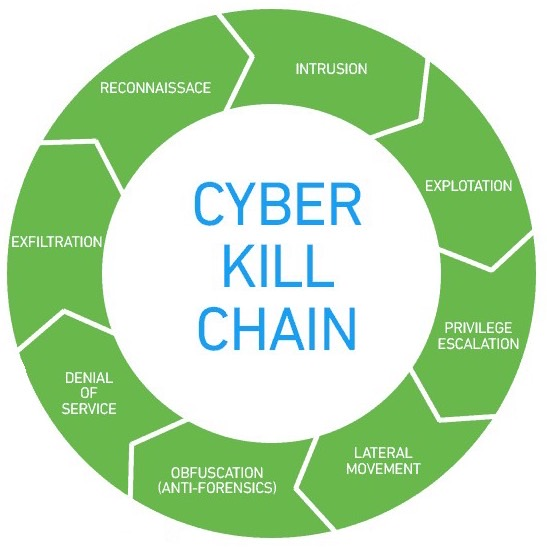 CYBER
KILL
CHAIN
RECONNAISSACE
INTRUSION
EXPLOTATION
PRIVILEGE
ESCALATION
LATERAL
MOVEMENT
OBFUSCATION
(ANTI-FORENSICS)
DENIAL
OF
SERVICE
EXFILTRATION